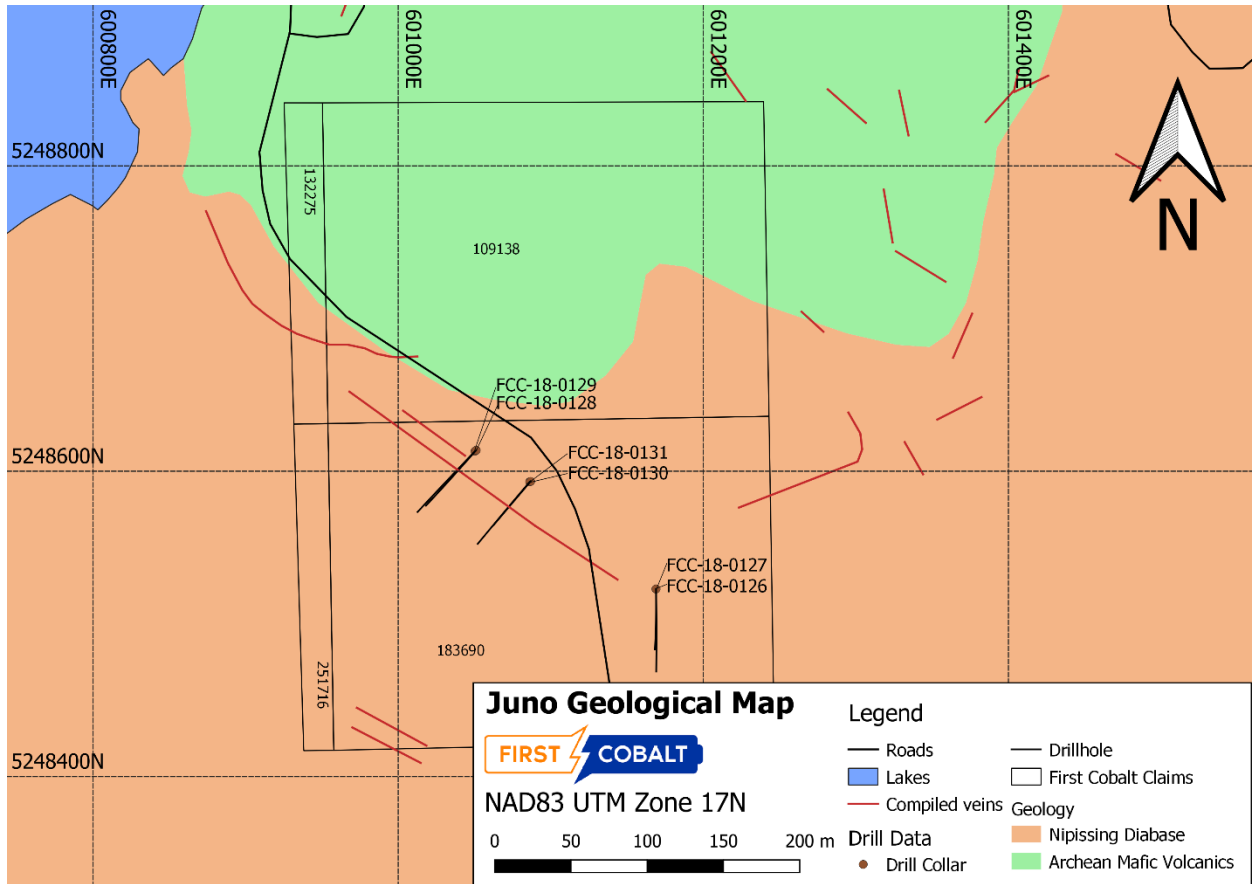 600800E
601000E
601200E
601400E
5248800N
132275
109138
FCC-18-0129
FCC-18-0128
5248600N
FCC-18-0131
FCC-18-0130
FCC-18-0127
FCC-18-0126
183690
251716
5248400N
N
Juno Geological Map
FIRST COBALT
NAD83 UTM Zone 17N
0 50 100 150 200 m
Legend
Roads
Lakes
Compiled veins
Drill Data
Drill Collar
Drillhole
First Cobalt Claims
Geology
Nipissing Diabase
Archean Mafic Volcanics